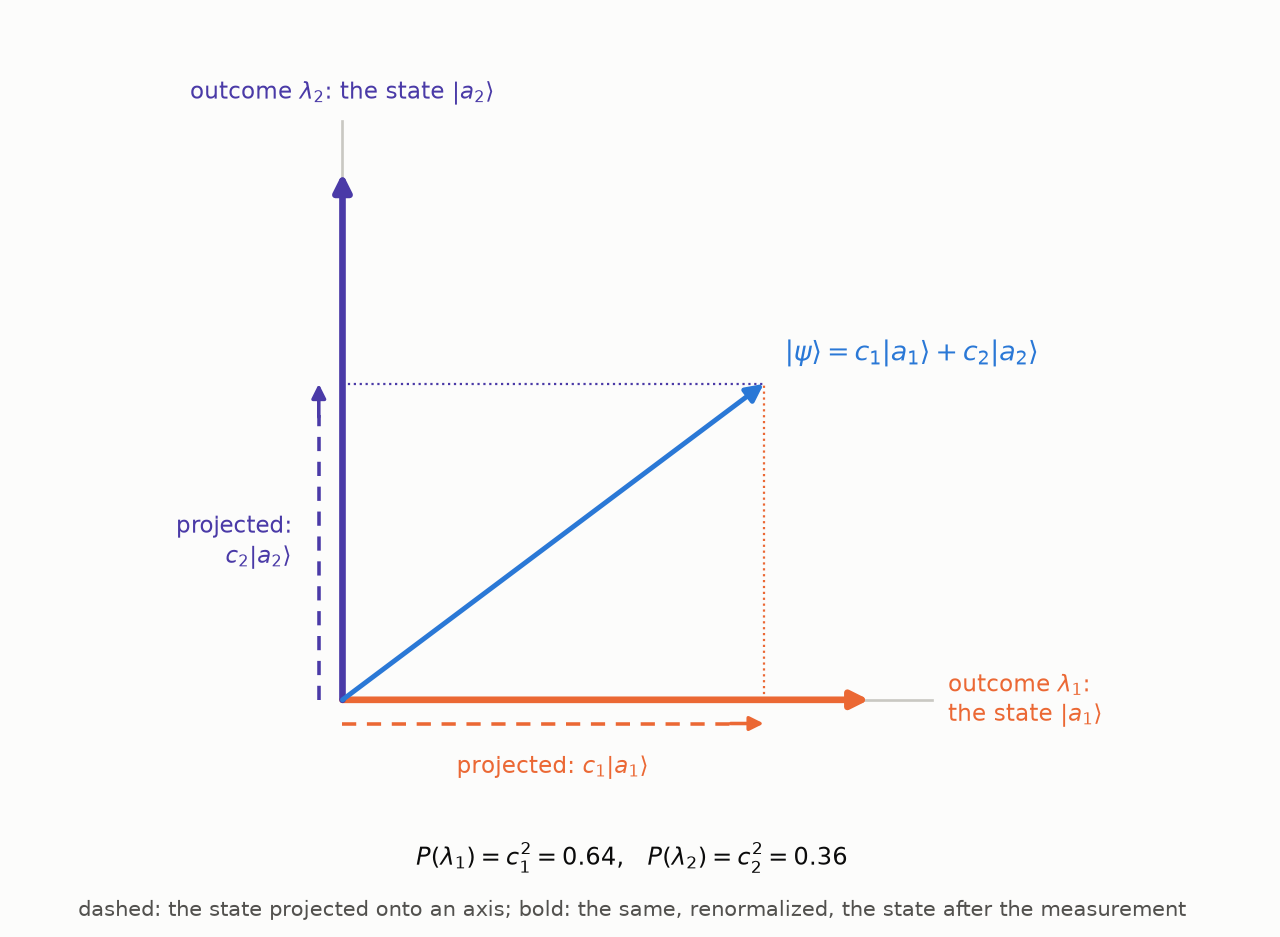 outcome λ₂: the state |a₂⟩
|ψ⟩ = c₁|a₁⟩ + c₂|a₂⟩
projected:
c₂|a₂⟩
outcome λ₁:
the state |a₁⟩
projected: c₁|a₁⟩
P(λ₁) = c₁² = 0.64,   P(λ₂) = c₂² = 0.36
dashed: the state projected onto an axis; bold: the same, renormalized, the state after the measurement